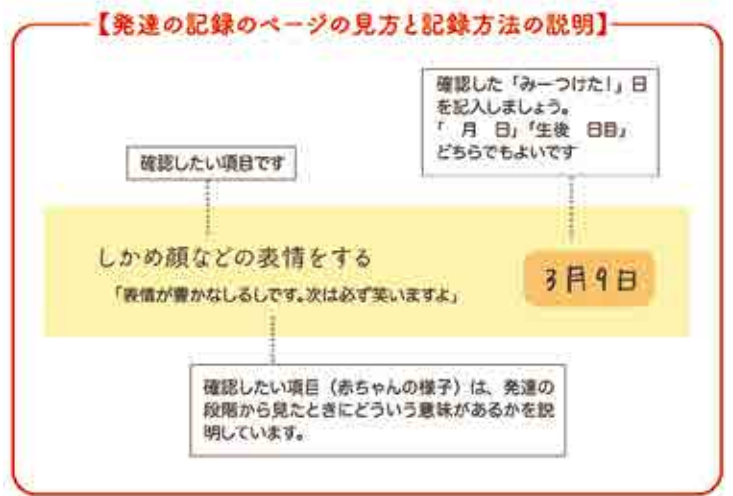 【発達の記録のページの見方と記録方法の説明】
確認した「みーつけた!」日
を記入しましょう。
「　月　日」「生後　日目」
どちらでもよいです
確認したい項目です
しかめ顔などの表情をする
3月9日
「表情が豊かなしるしです。次は必ず笑いますよ」
確認したい項目（赤ちゃんの様子）は、発達の
段階から見たときにどういう意味があるかを説
明しています。